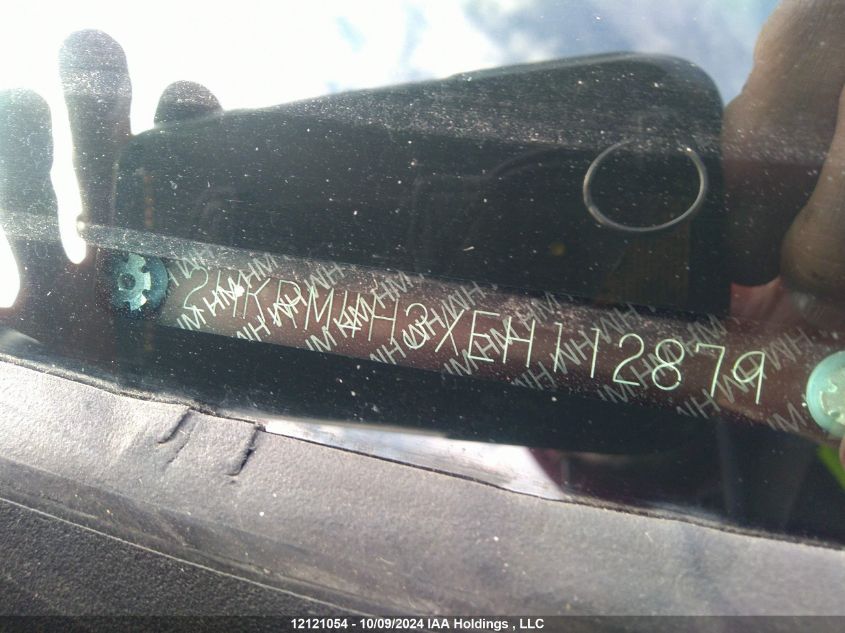 2HKRM4H3XEH112879
12121054 - 10/09/2024 IAA Holdings , LLC